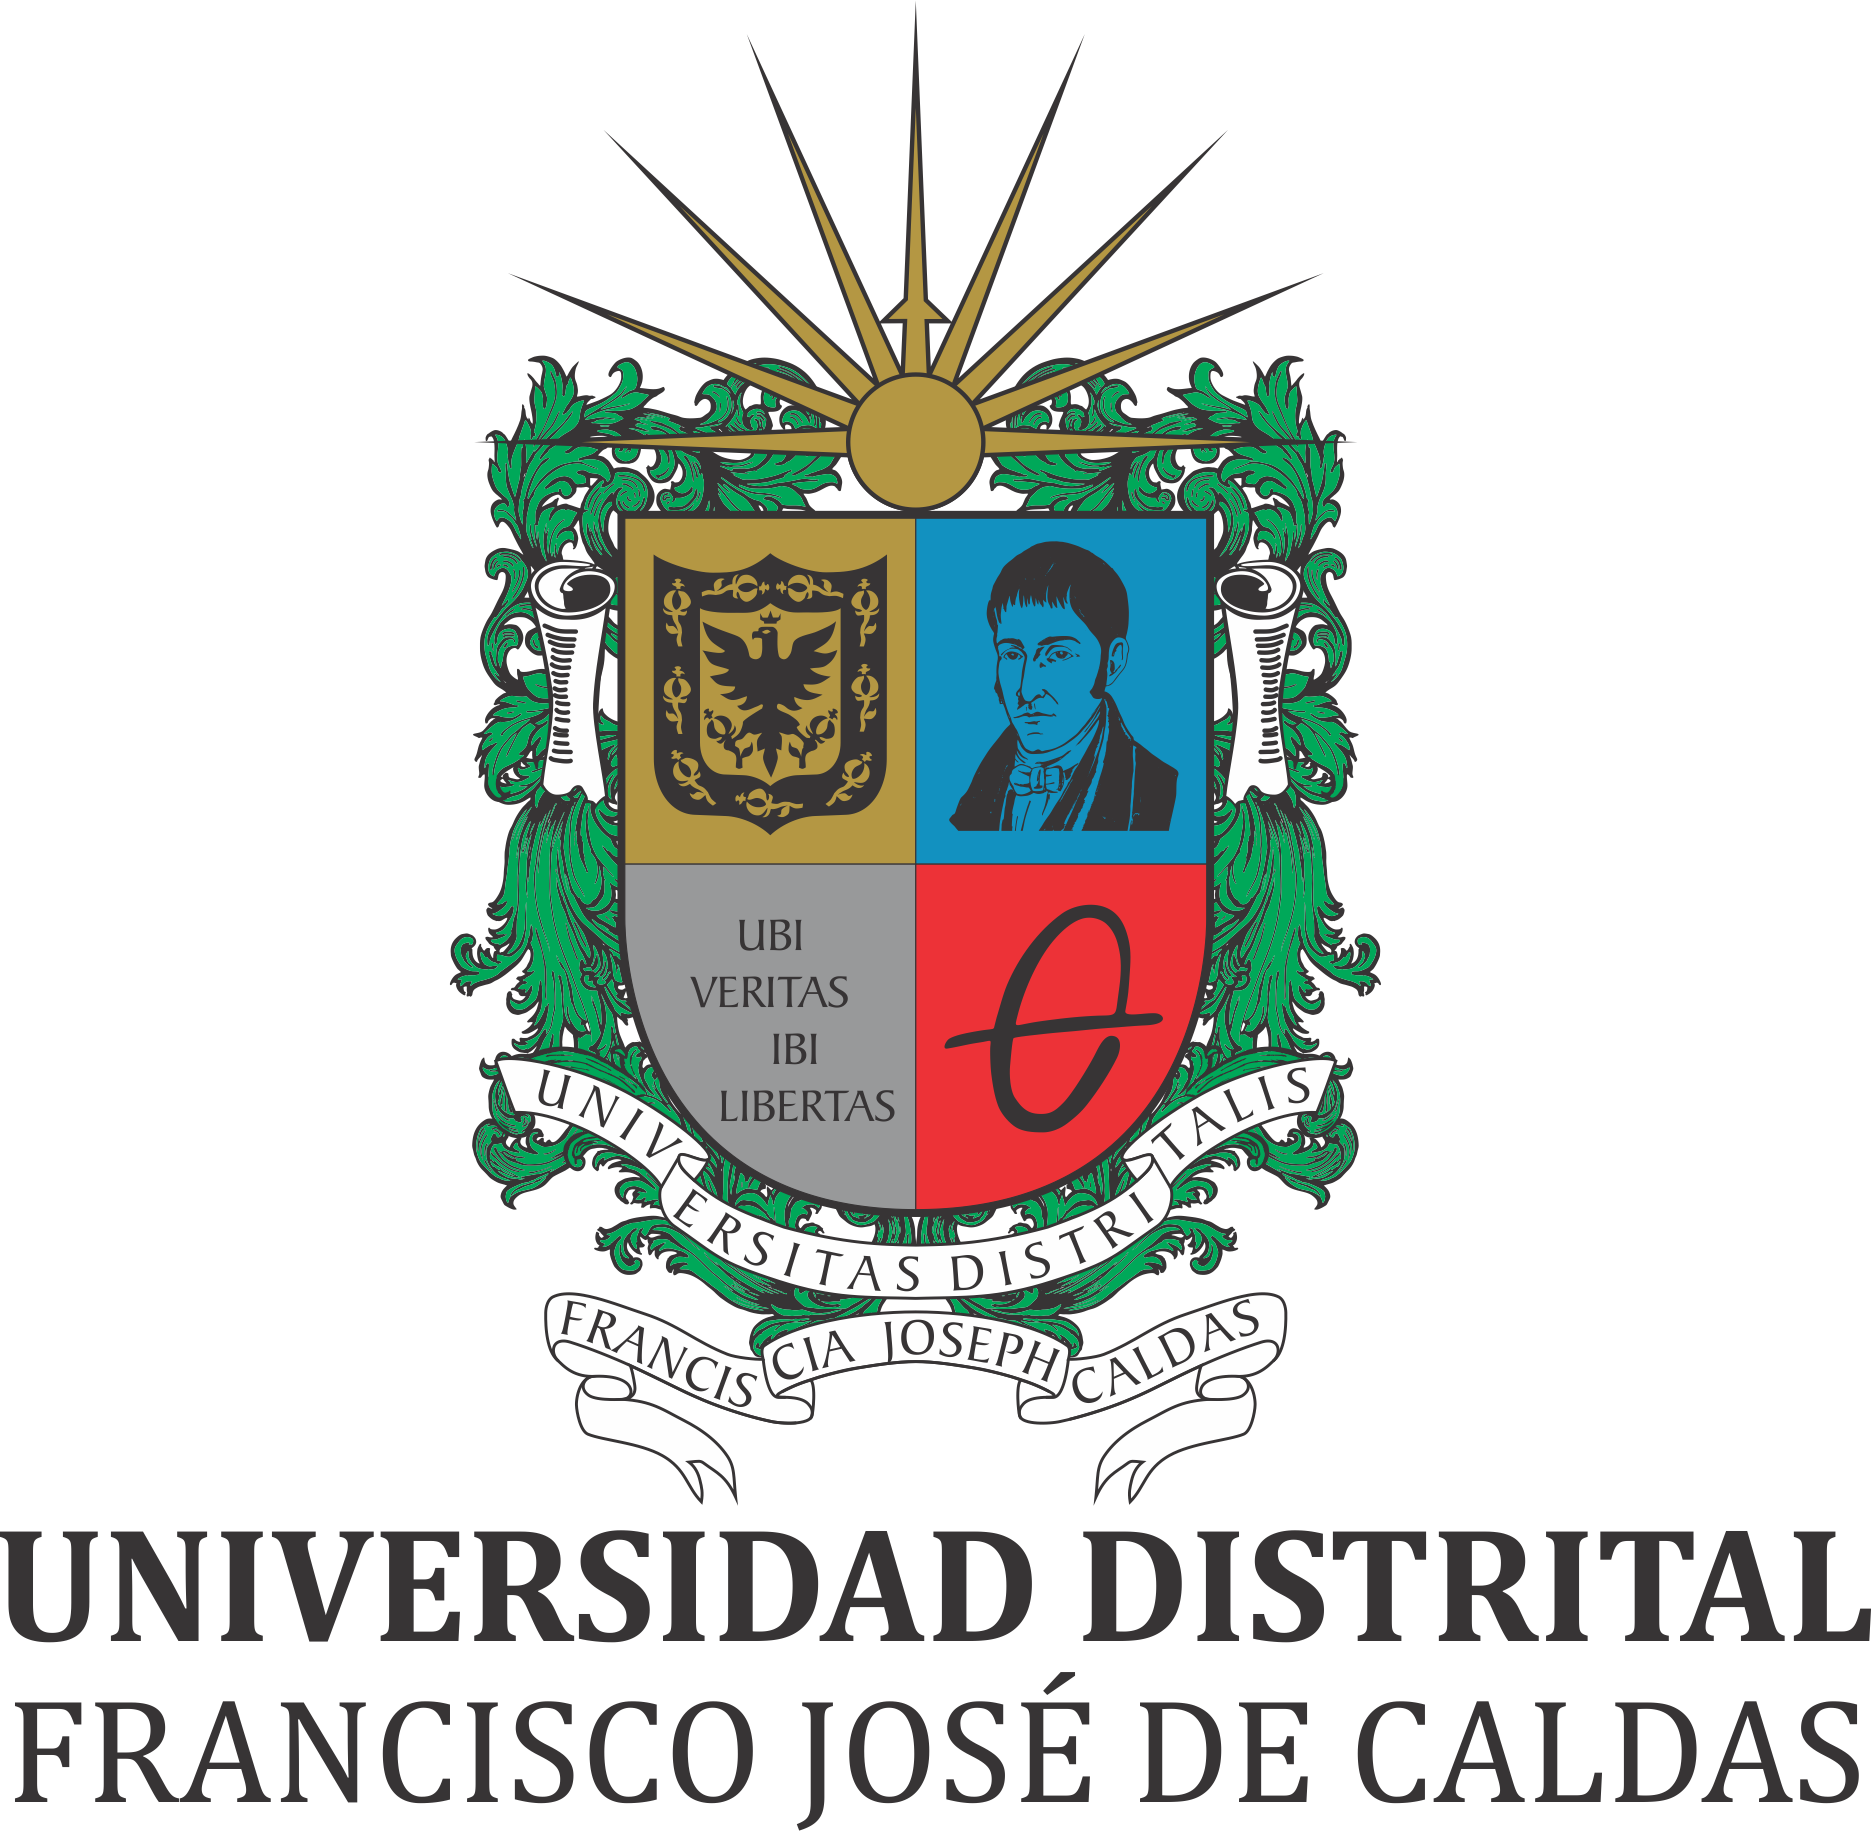 UBI
VERITAS
IBI
LIBERTAS
UNIVERSITAS DISTRITALIS
FRANCISCIA JOSEPH CALDAS
UNIVERSIDAD DISTRITAL
FRANCISCO JOSÉ DE CALDAS